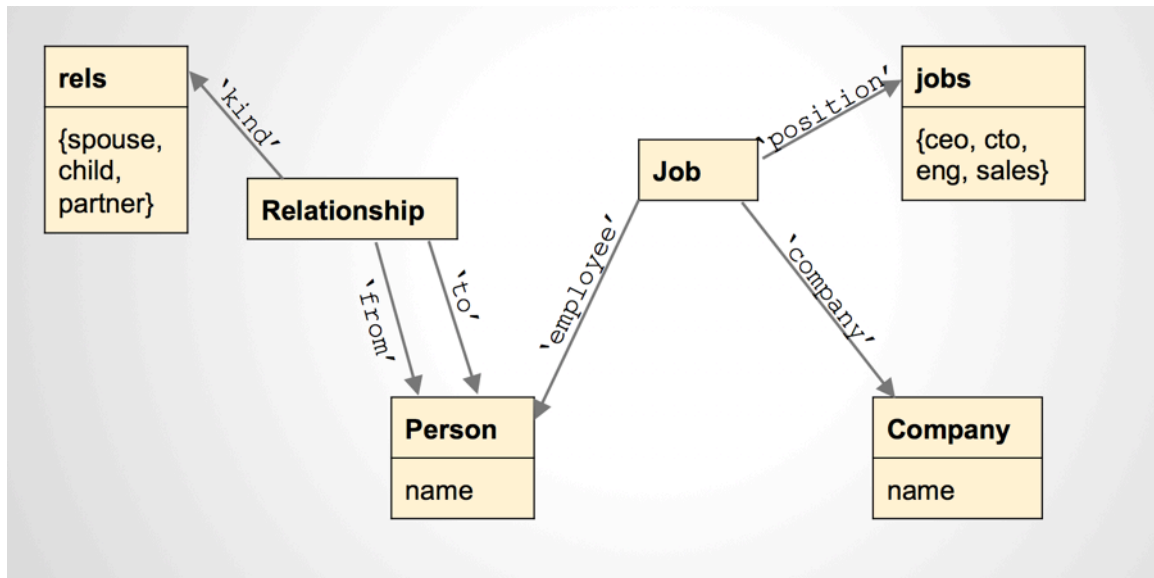 rels
{spouse,
child,
partner}
‘kind’
Relationship
‘from’
‘to’
Person
name
‘employee’
Job
‘position’
jobs
{ceo, cto,
eng, sales}
‘company’
Company
name